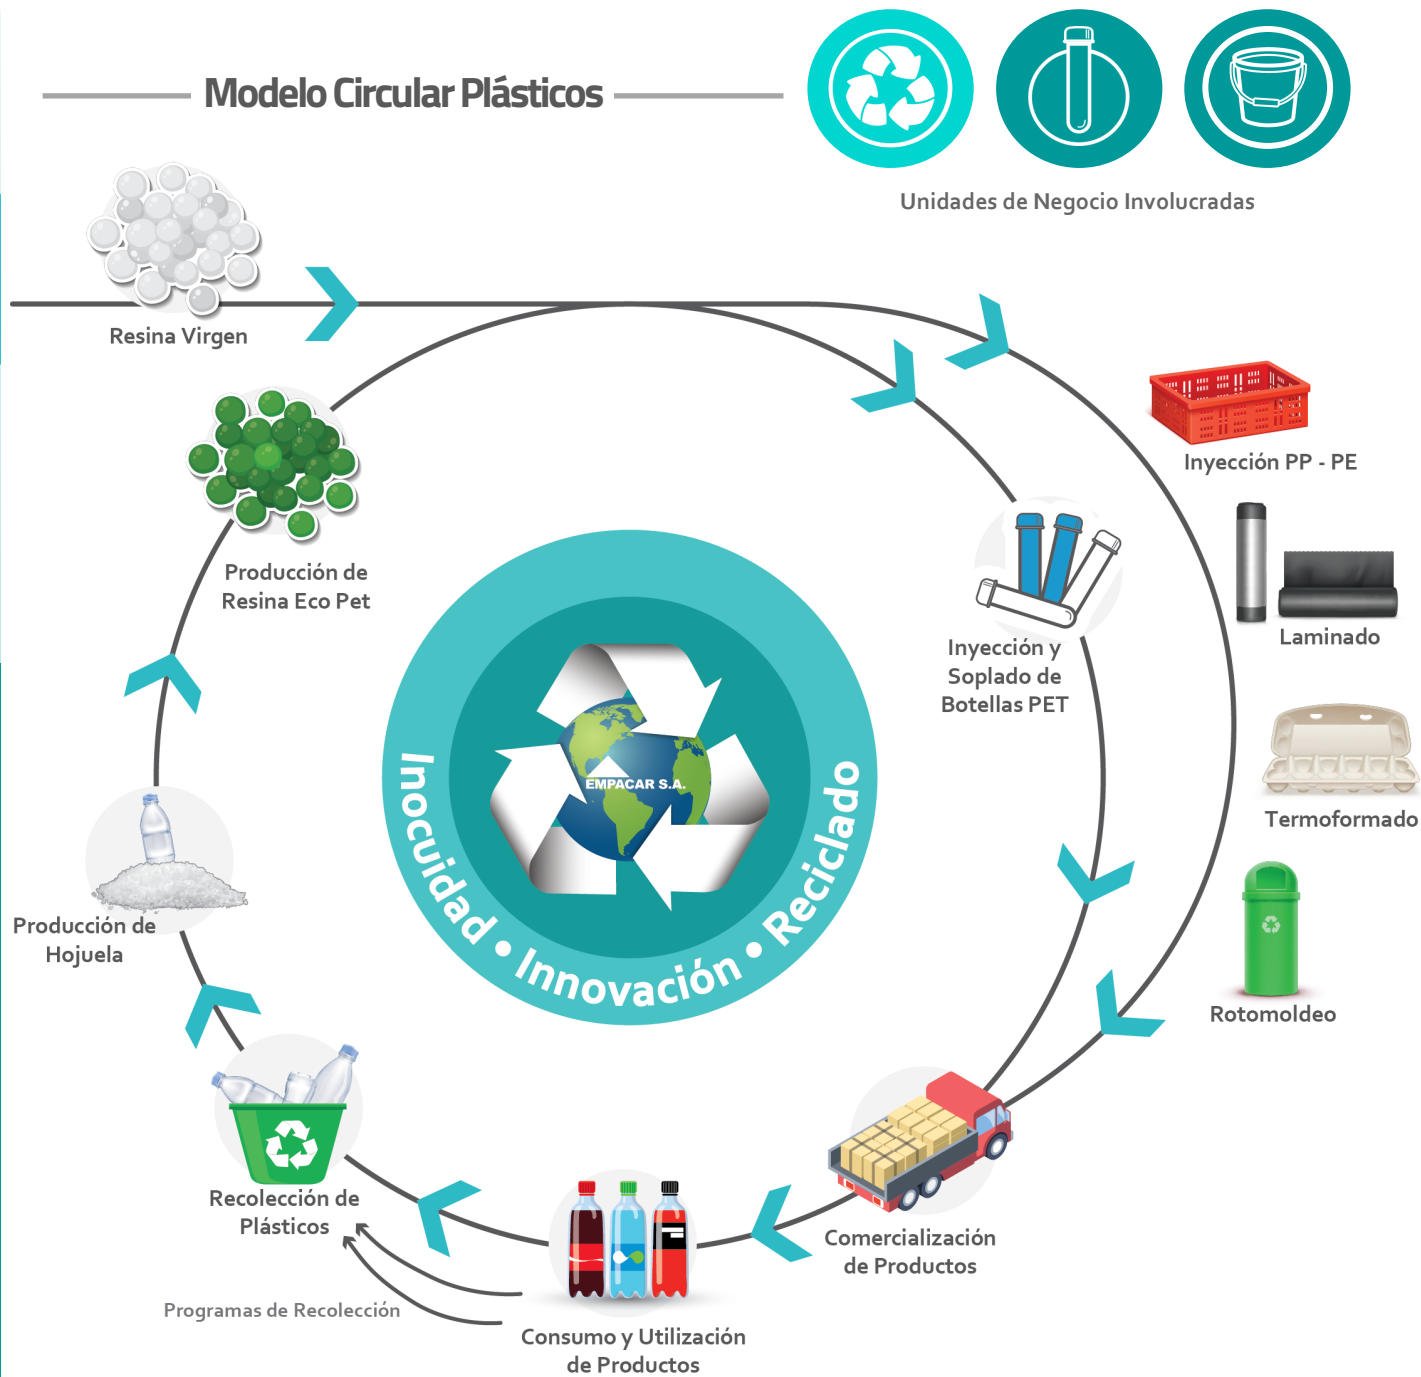 Modelo Circular Plásticos
Unidades de Negocio Involucradas
Resina Virgen
Inyección PP - PE
Producción de
Resina Eco Pet
Laminado
Inyección y
Soplado de
Botellas PET
EMPACAR S.A.
Inocuidad • Innovación • Reciclado
Termoformado
Producción de
Hojuela
Rotomoldeo
Recolección de
Plásticos
Comercialización
de Productos
Programas de Recolección
Consumo y Utilización
de Productos